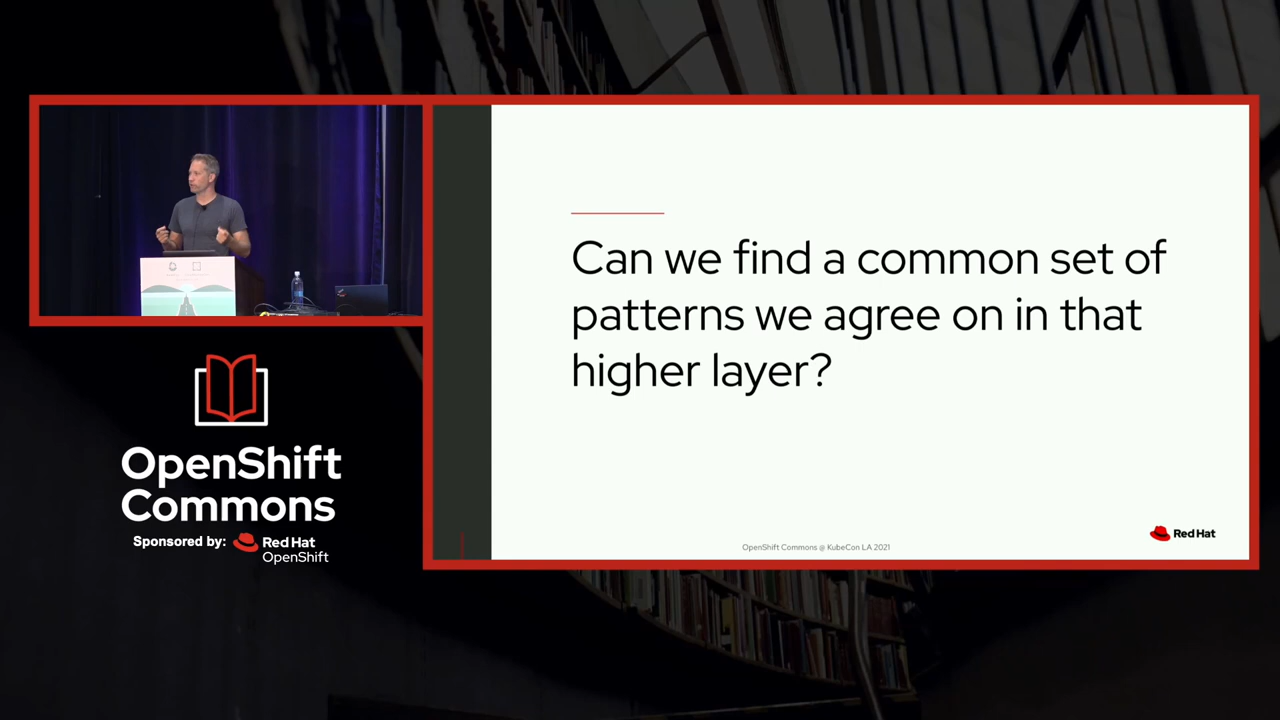 Can we find a common set of
patterns we agree on in that
higher layer?
OpenShift Commons @ KubeCon LA 2021
Red Hat
OpenShift
Commons
Sponsored by:
Red Hat
OpenShift